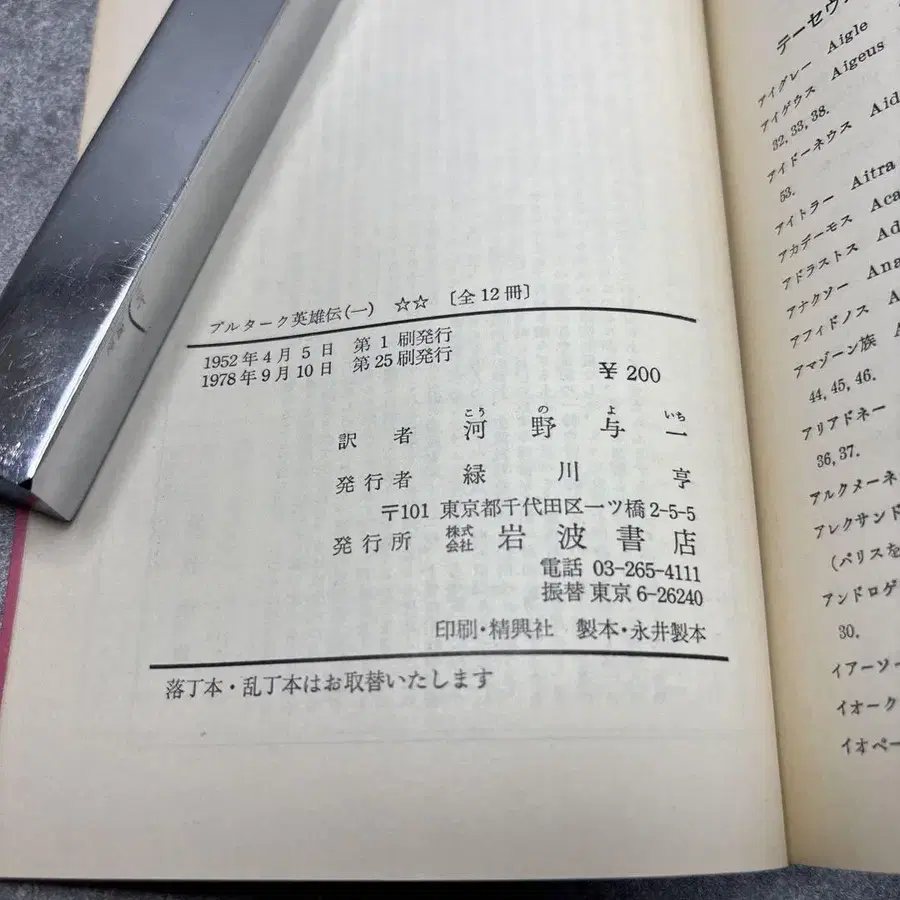 プルターク英雄伝(一) ☆☆ 〔全12冊〕
1952年4月5日 第1刷発行
1978年9月10日 第25刷発行
¥200
こうのよいち
訳者 河野与一
発行者 緑川亨
〒101 東京都千代田区一ツ橋2-5-5
発行所 株式会社 岩波書店
電話 03-265-4111
振替 東京6-26240
印刷・精興社 製本・永井製本
落丁本・乱丁本はお取替いたします
テーセウ
アイグレー Aigle
アイゲウス Aigeus
32, 33, 38.
アイドーネウス Aid
53.
アイトラー Aitra
アカデーモス Aca
アドラストス Ad
アナクソー Ana
アフィドノス A
アマゾーン族 A
44, 45, 46.
アリアドネー
36, 37.
アルクメーネ
アレクサンド
(パリスを
アンドロゲ
30.
イアーソー
イオーク
イオペー